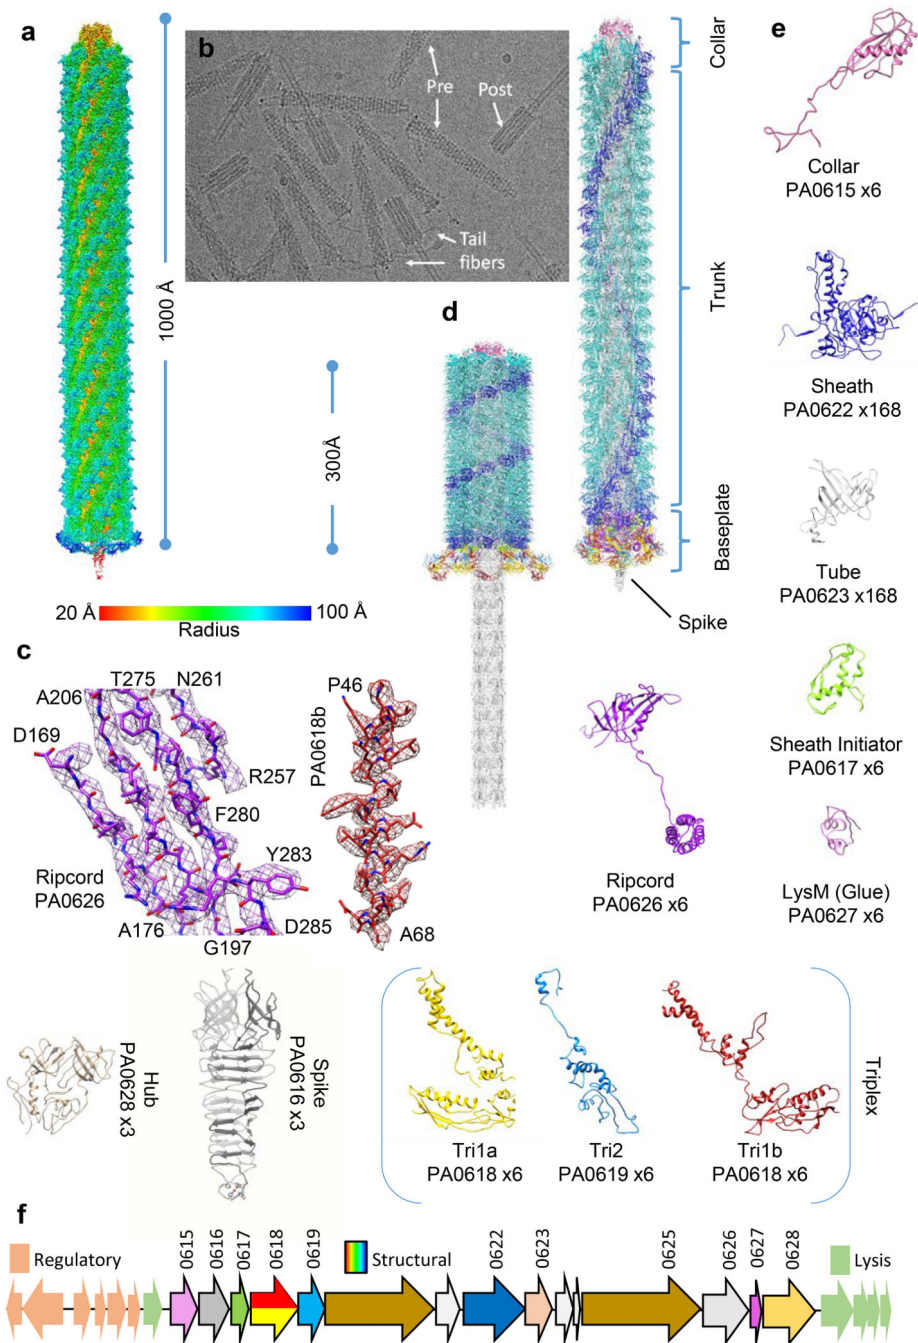 a
b
Pre
Post
Tail
fibers
1000 Å
Collar
Trunk
Baseplate
Spike
d
300Å
20 Å
100 Å
Radius
e
Collar
PA0615 x6
Sheath
PA0622 x168
Tube
PA0623 x168
Sheath Initiator
PA0617 x6
LysM (Glue)
PA0627 x6
Ripcord
PA0626 x6
c
T275
N261
A206
D169
R257
F280
Y283
Ripcord
PA0626
A176
D285
G197
P46
PA0618b
A68
Hub
PA0628 x3
Spike
PA0616 x3
Tri1a
PA0618 x6
Tri2
PA0619 x6
Tri1b
PA0618 x6
Triplex
f
Regulatory
0615
0616
0617
0618
0619
Structural
0622
0623
0625
0626
0627
0628
Lysis